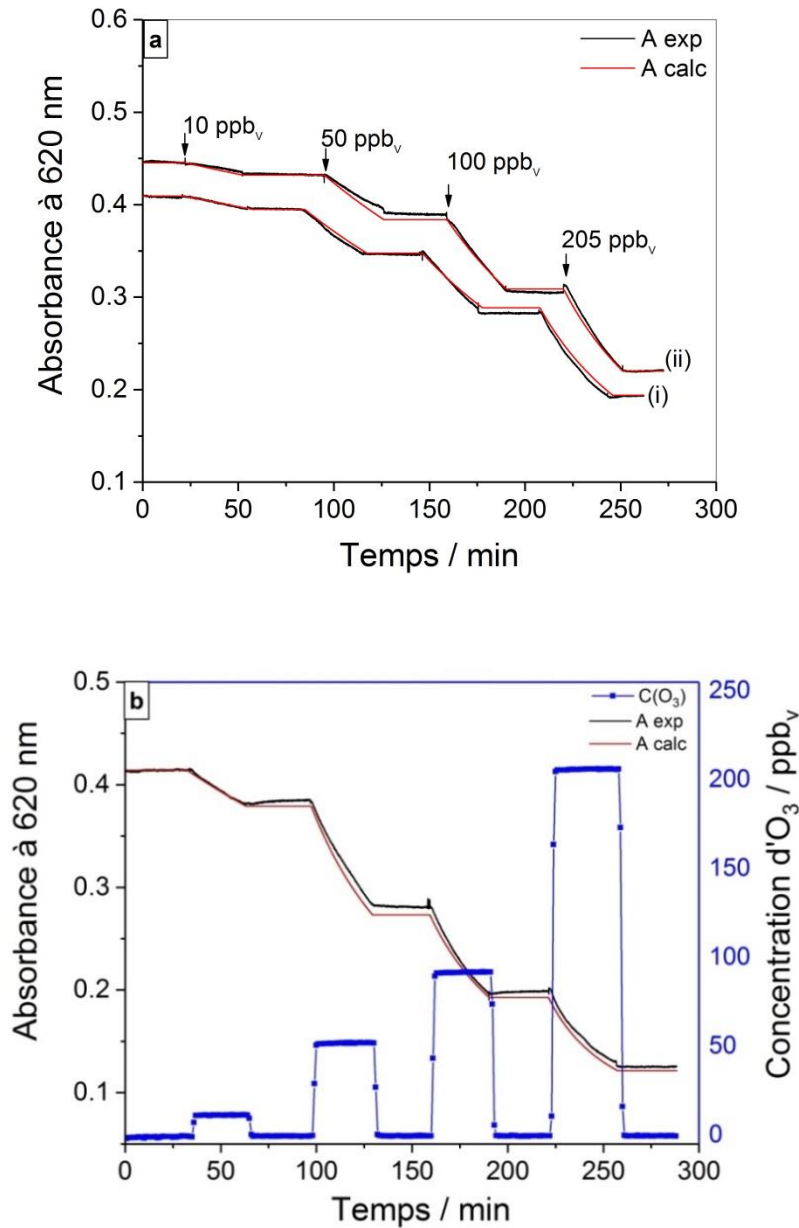 a
A exp
A calc
10 ppbv
50 ppbv
100 ppbv
205 ppbv
(ii)
(i)
0.6
0.5
0.4
0.3
0.2
0.1
Absorbance à 620 nm
0 50 100 150 200 250 300
Temps / min
b
C(O3)
A exp
A calc
0.5
0.4
0.3
0.2
0.1
Absorbance à 620 nm
250
200
150
100
50
0
Concentration d'O3 / ppbv
0 50 100 150 200 250 300
Temps / min